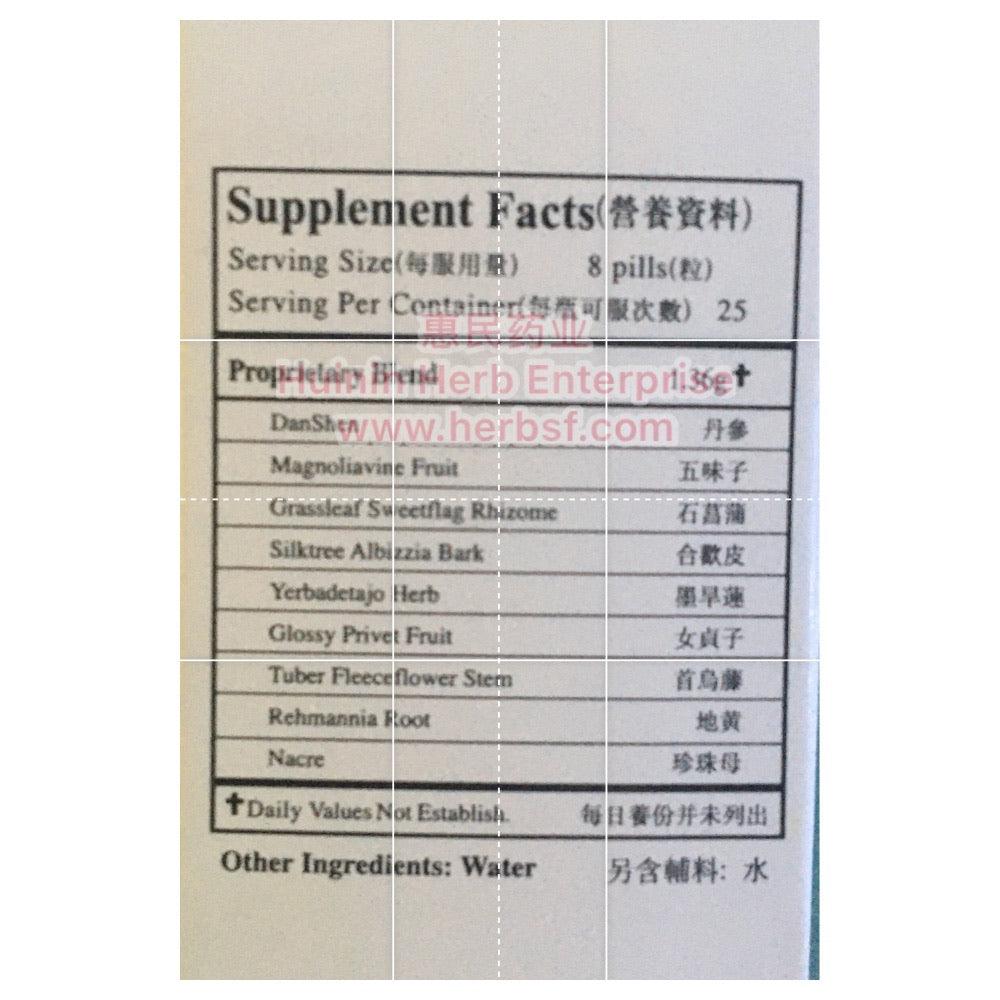 Supplement Facts(營養資料)
Serving Size(每服用量) 8 pills(粒)
Serving Per Container(每瓶可服次數) 25
惠民药业
Proprietary Blend 1.36g✝
Huimin Herb Enterprise
DanShen 丹參
www.herbsf.com
Magnoliavine Fruit 五味子
Grassleaf Sweetflag Rhizome 石菖蒲
Silktree Albizzia Bark 合歡皮
Yerbadetajo Herb 墨旱蓮
Glossy Privet Fruit 女貞子
Tuber Fleeceflower Stem 首烏藤
Rehmannia Root 地黄
Nacre 珍珠母
✝Daily Values Not Establish. 每日養份并未列出
Other Ingredients: Water 另含輔料: 水